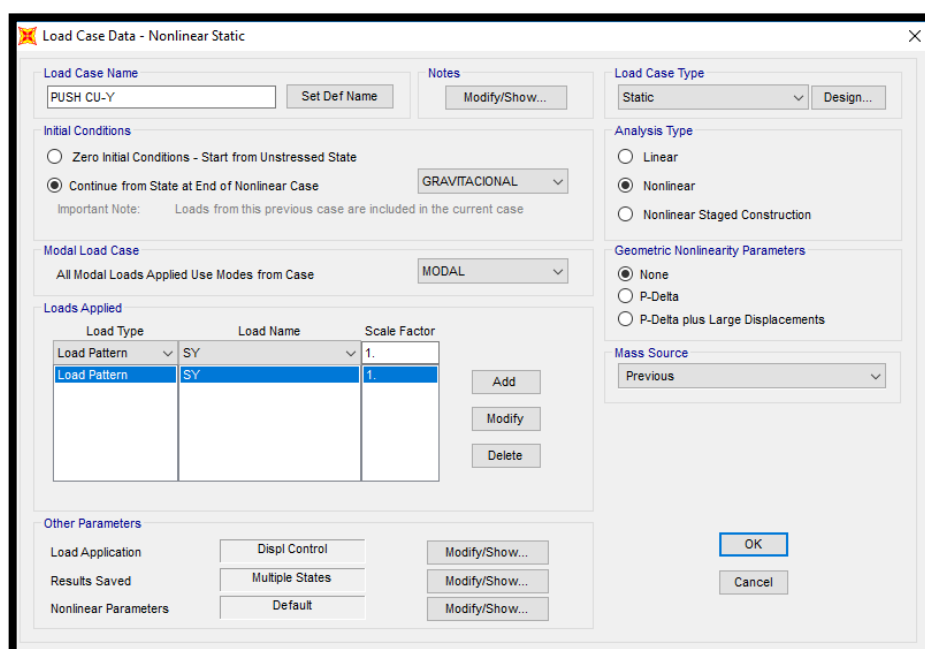 Load Case Data - Nonlinear Static
Load Case Name
PUSH CU-Y
Set Def Name
Notes
Modify/Show...
Load Case Type
Static
Design...
Initial Conditions
Zero Initial Conditions - Start from Unstressed State
Continue from State at End of Nonlinear Case
GRAVITACIONAL
Important Note: Loads from this previous case are included in the current case
Analysis Type
Linear
Nonlinear
Nonlinear Staged Construction
Modal Load Case
All Modal Loads Applied Use Modes from Case
MODAL
Geometric Nonlinearity Parameters
None
P-Delta
P-Delta plus Large Displacements
Loads Applied
Load Type Load Name Scale Factor
Load Pattern SY 1.
Load Pattern SY 1.
Add
Modify
Delete
Mass Source
Previous
Other Parameters
Load Application Displ Control Modify/Show...
Results Saved Multiple States Modify/Show...
Nonlinear Parameters Default Modify/Show...
OK
Cancel